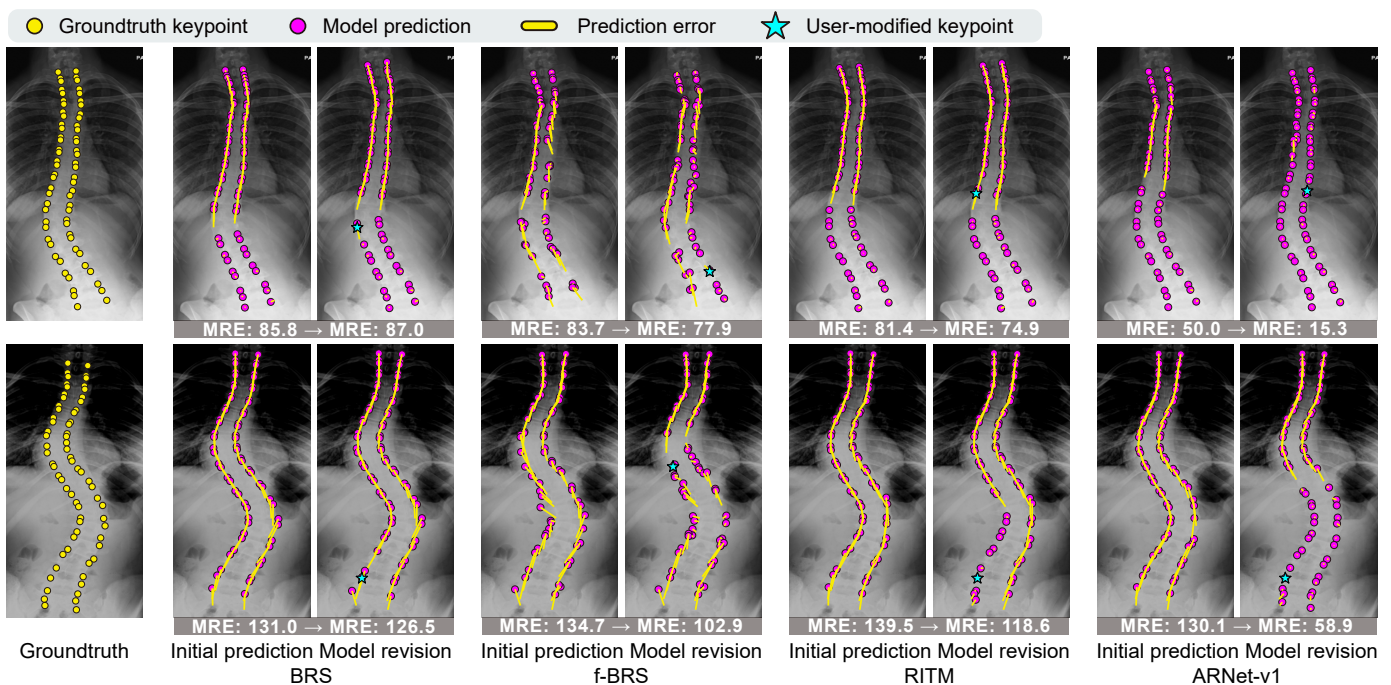 Groundtruth keypoint Model prediction Prediction error User-modified keypoint
PA
MRE: 85.8 → MRE: 87.0 MRE: 83.7 → MRE: 77.9 MRE: 81.4 → MRE: 74.9 MRE: 50.0 → MRE: 15.3
MRE: 131.0 → MRE: 126.5 MRE: 134.7 → MRE: 102.9 MRE: 139.5 → MRE: 118.6 MRE: 130.1 → MRE: 58.9
Groundtruth Initial prediction Model revision Initial prediction Model revision Initial prediction Model revision Initial prediction Model revision
BRS f-BRS RITM ARNet-v1